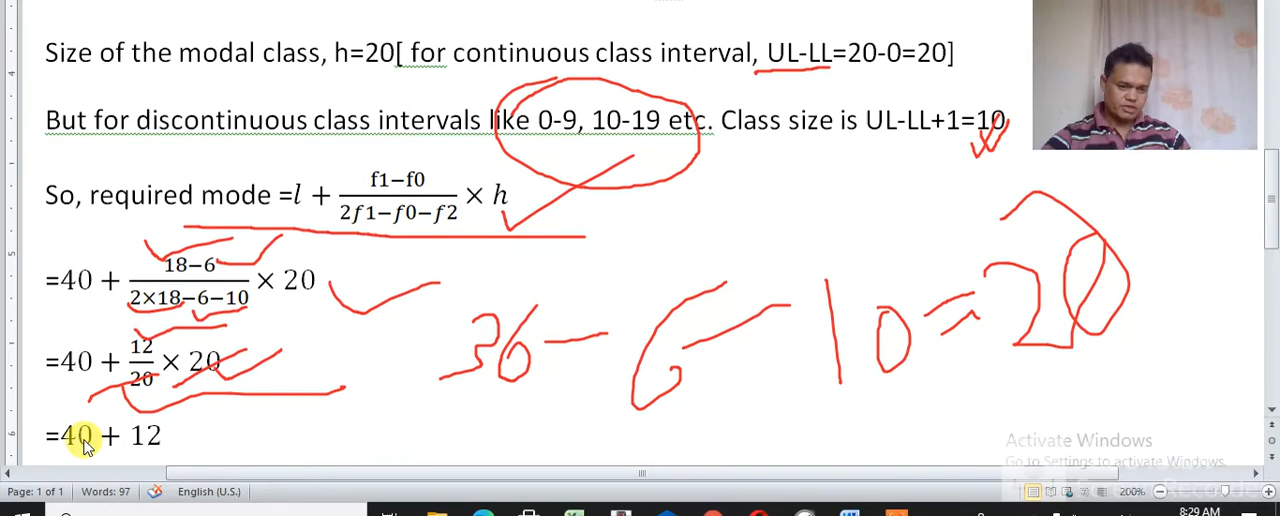 Size of the modal class, h=20[ for continuous class interval, UL-LL=20-0=20]
But for discontinuous class intervals like 0-9, 10-19 etc. Class size is UL-LL+1=10
So, required mode =l + f1−f0 / 2f1−f0−f2 × h
=40 + 18−6 / 2×18−6−10 × 20
=40 + 12 / 20 × 20
36 - 6 - 10 = 20
=40 + 12
Activate Windows
Go to Settings to activate Windows.
Page: 1 of 1 Words: 97 English (U.S.) 200%
8:29 AM